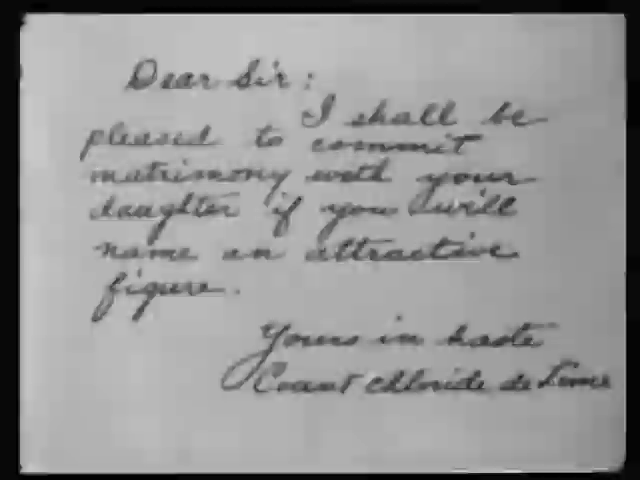 Dear Sir:
I shall be
pleased to commit
matrimony with your
daughter if you will
name an attractive
figure.
Yours in haste
Count Chloride de Lime